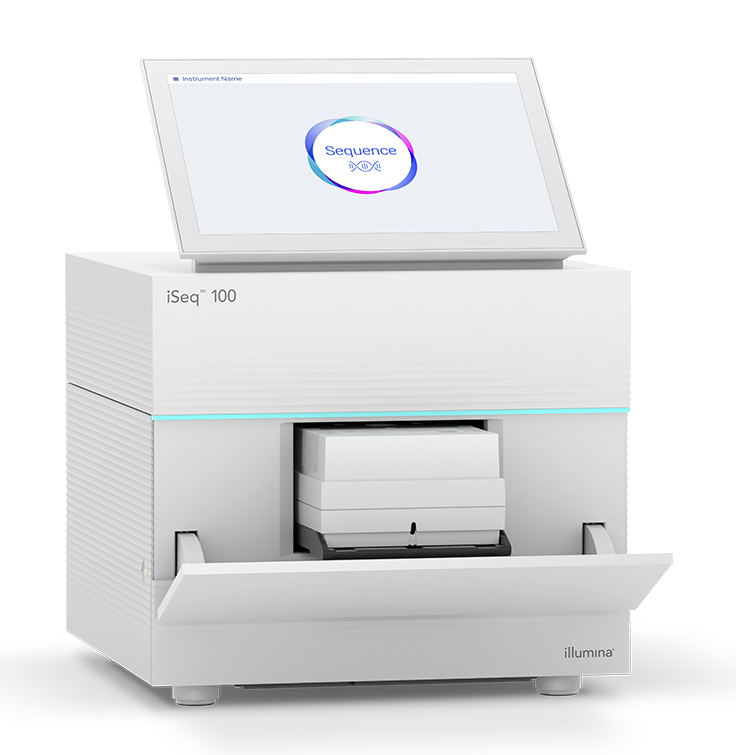 Instrument Name
Sequence
iSeq™ 100
illumina®